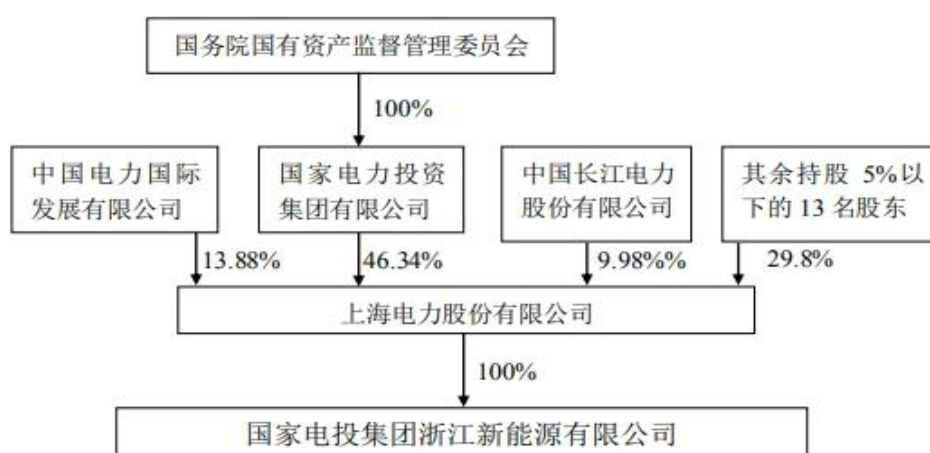 国务院国有资产监督管理委员会
100%
中国电力国际
发展有限公司
国家电力投资
集团有限公司
中国长江电力
股份有限公司
其余持股 5%以
下的 13 名股东
13.88%
46.34%
9.98%%
29.8%
上海电力股份有限公司
100%
国家电投集团浙江新能源有限公司